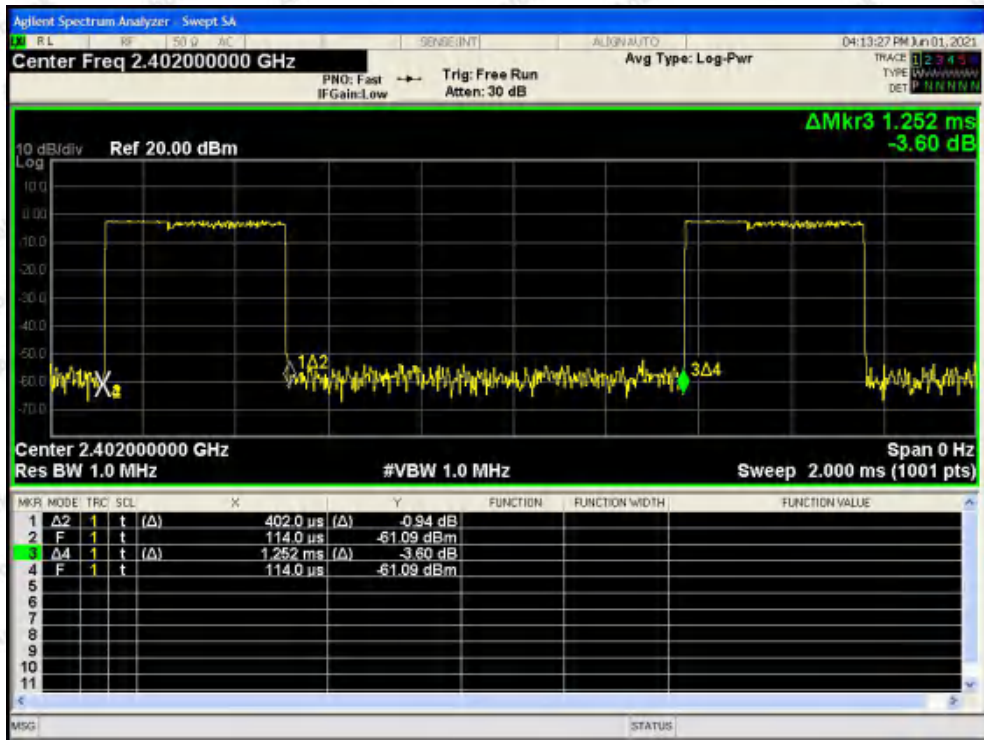 Agilent Spectrum Analyzer - Swept SA
RL RF 50 Ω AC SENSE:INT ALIGN AUTO 04:13:27 PM Jun 01, 2021
Center Freq 2.402000000 GHz
PNO: Fast
IFGain:Low
Trig: Free Run
Atten: 30 dB
Avg Type: Log-Pwr
TRACE 1 2 3 4 5 6
TYPE
DET P N N N N N
ΔMkr3 1.252 ms
-3.60 dB
10 dB/div Ref 20.00 dBm
Log
10.0
0.00
-10.0
-20.0
-30.0
-40.0
-50.0
-60.0
-70.0
1Δ2
3Δ4
Center 2.402000000 GHz Span 0 Hz
Res BW 1.0 MHz #VBW 1.0 MHz Sweep 2.000 ms (1001 pts)
MKR MODE TRC SCL X Y FUNCTION FUNCTION WIDTH FUNCTION VALUE
1 Δ2 1 t (Δ) 402.0 µs (Δ) -0.94 dB
2 F 1 t 114.0 µs -61.09 dBm
3 Δ4 1 t (Δ) 1.252 ms (Δ) -3.60 dB
4 F 1 t 114.0 µs -61.09 dBm
5
6
7
8
9
10
11
MSG STATUS